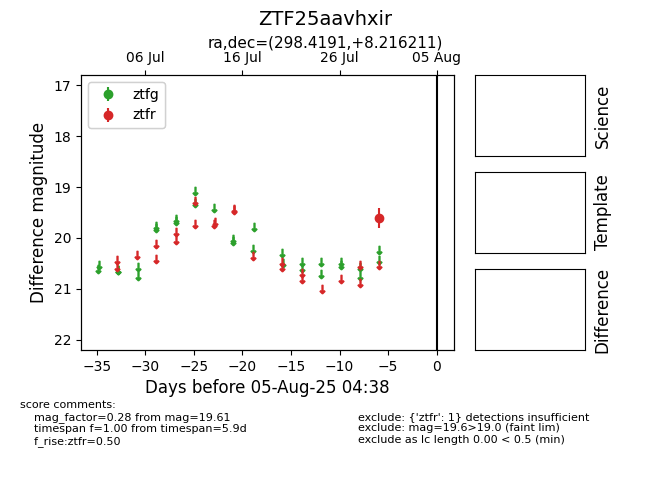 ZTF25aavhxir
ra,dec=(298.4191,+8.216211)
06 Jul 16 Jul 26 Jul 05 Aug
ztfg
ztfr
17
18
19
20
21
22
Difference magnitude
−35 −30 −25 −20 −15 −10 −5 0
Days before 05-Aug-25 04:38
Science
Template
Difference
score comments:
mag_factor=0.28 from mag=19.61
timespan f=1.00 from timespan=5.9d
f_rise:ztfr=0.50
exclude: {'ztfr': 1} detections insufficient
exclude: mag=19.6>19.0 (faint lim)
exclude as lc length 0.00 < 0.5 (min)